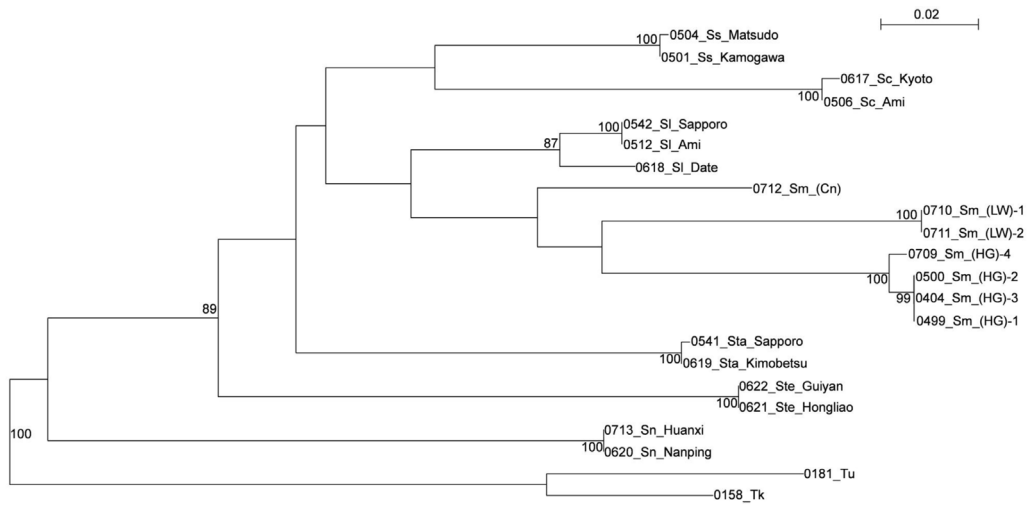 0.02
100
0504_Ss_Matsudo
0501_Ss_Kamogawa
0617_Sc_Kyoto
100
0506_Sc_Ami
100
0542_Sl_Sapporo
87
0512_Sl_Ami
0618_Sl_Date
0712_Sm_(Cn)
100
0710_Sm_(LW)-1
0711_Sm_(LW)-2
0709_Sm_(HG)-4
100
0500_Sm_(HG)-2
99
0404_Sm_(HG)-3
0499_Sm_(HG)-1
89
0541_Sta_Sapporo
100
0619_Sta_Kimobetsu
0622_Ste_Guiyan
100
0621_Ste_Hongliao
100
0713_Sn_Huanxi
100
0620_Sn_Nanping
0181_Tu
0158_Tk